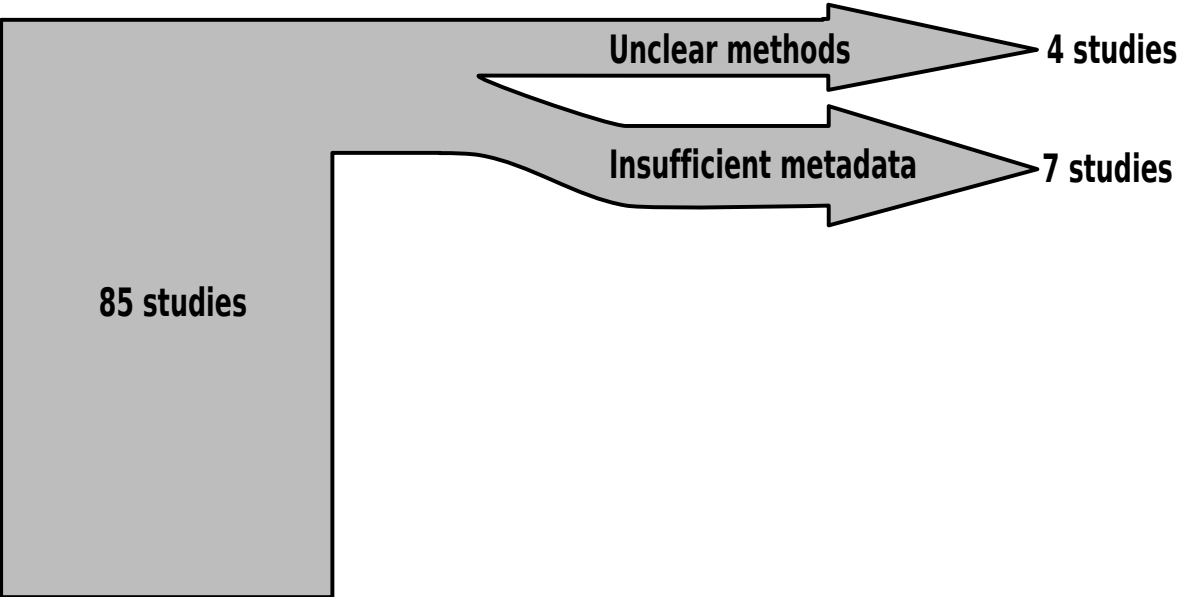 Unclear methods
4 studies
Insufficient metadata
7 studies
85 studies